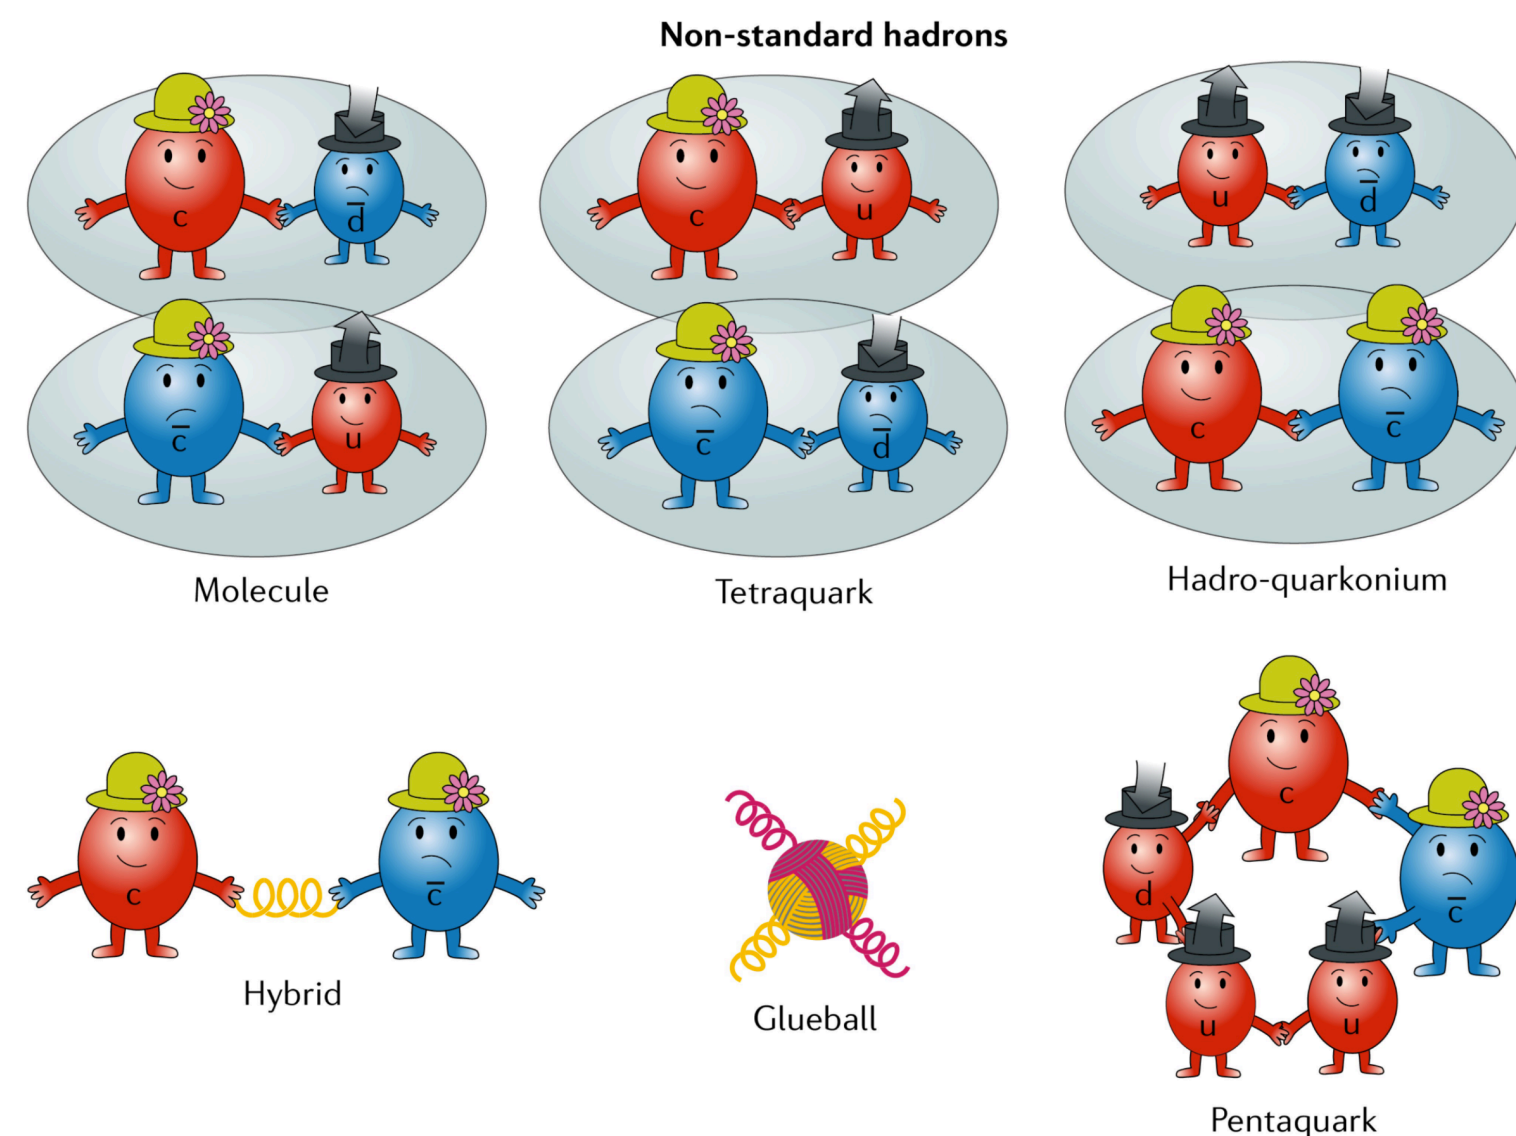 Non-standard hadrons
c
d̅
c
u
u
d̅
c̅
u
c̅
d̅
c
c̅
Molecule
Tetraquark
Hadro-quarkonium
c
c̅
Hybrid
Glueball
c
d
c̅
u
u
Pentaquark